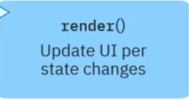 render()
Update UI per
state changes